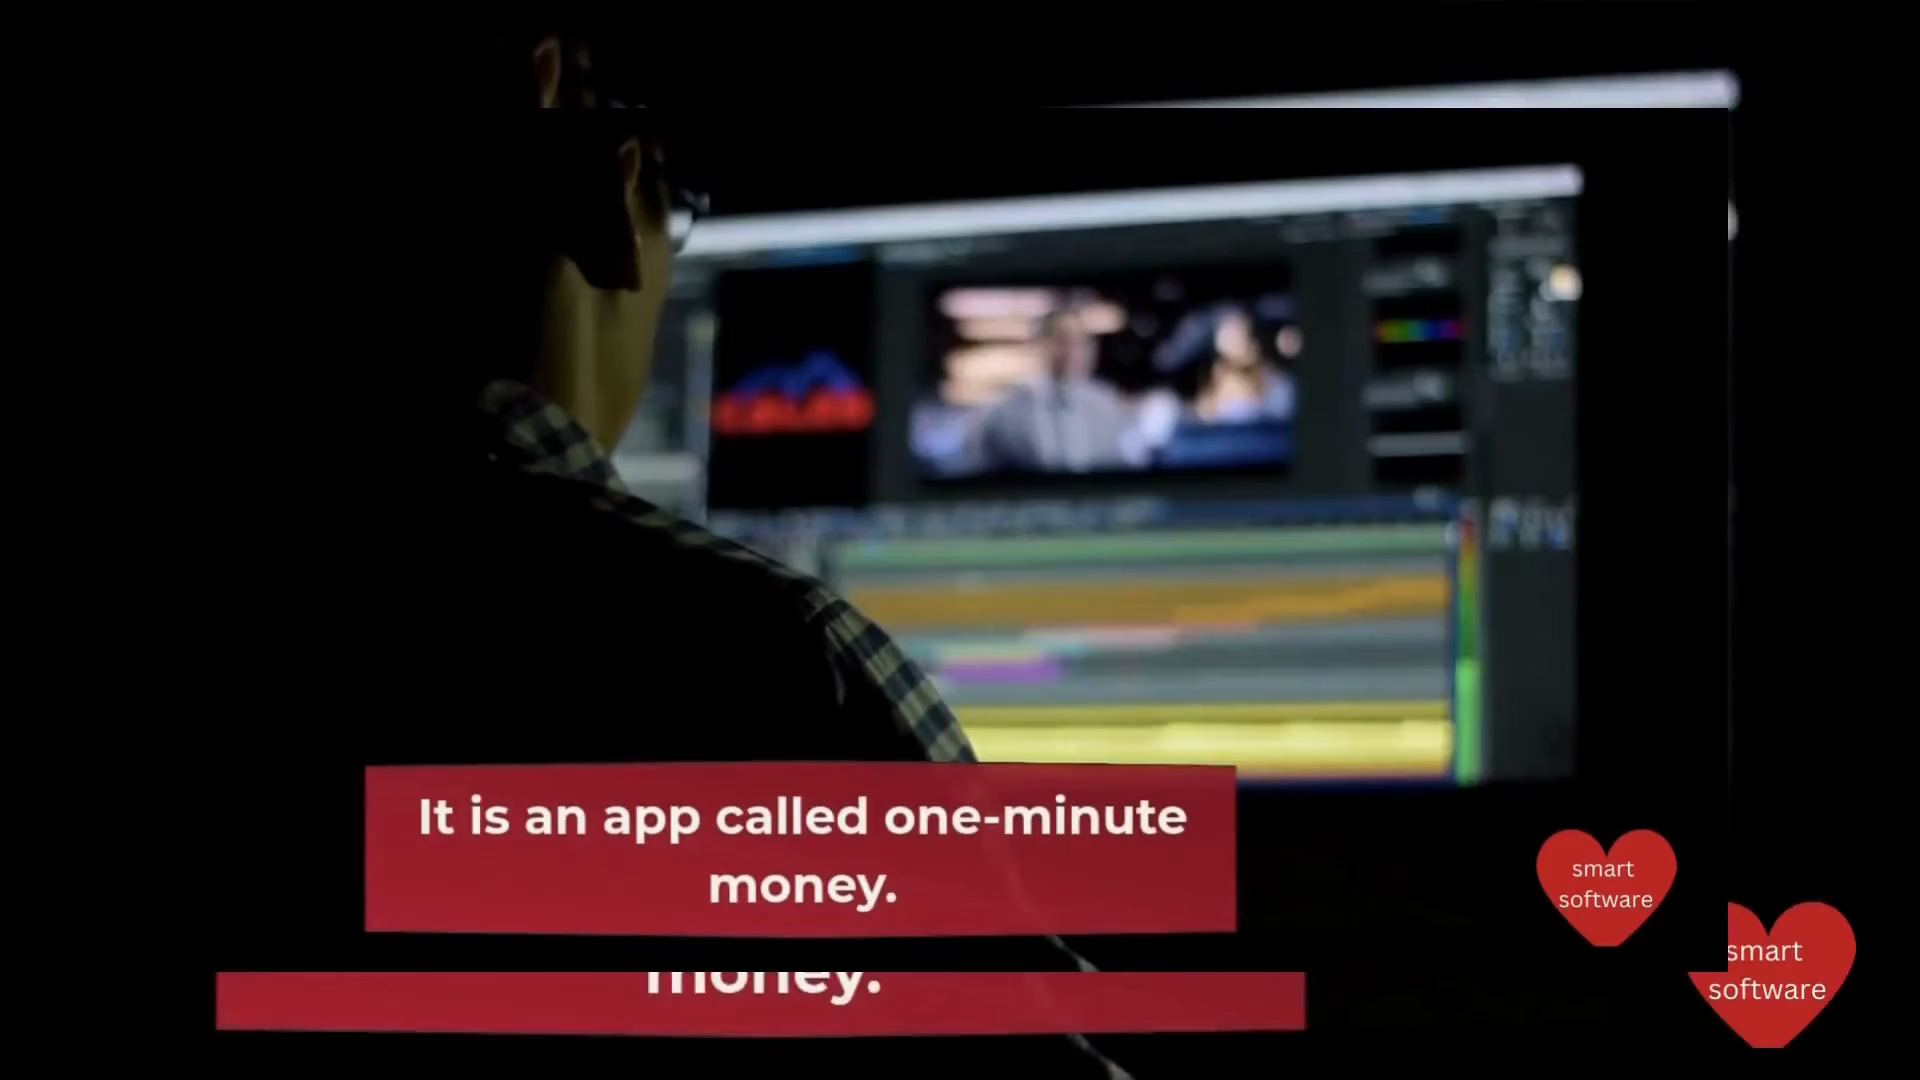 It is an app called one-minute
money.
smart
software
smart
software
money.